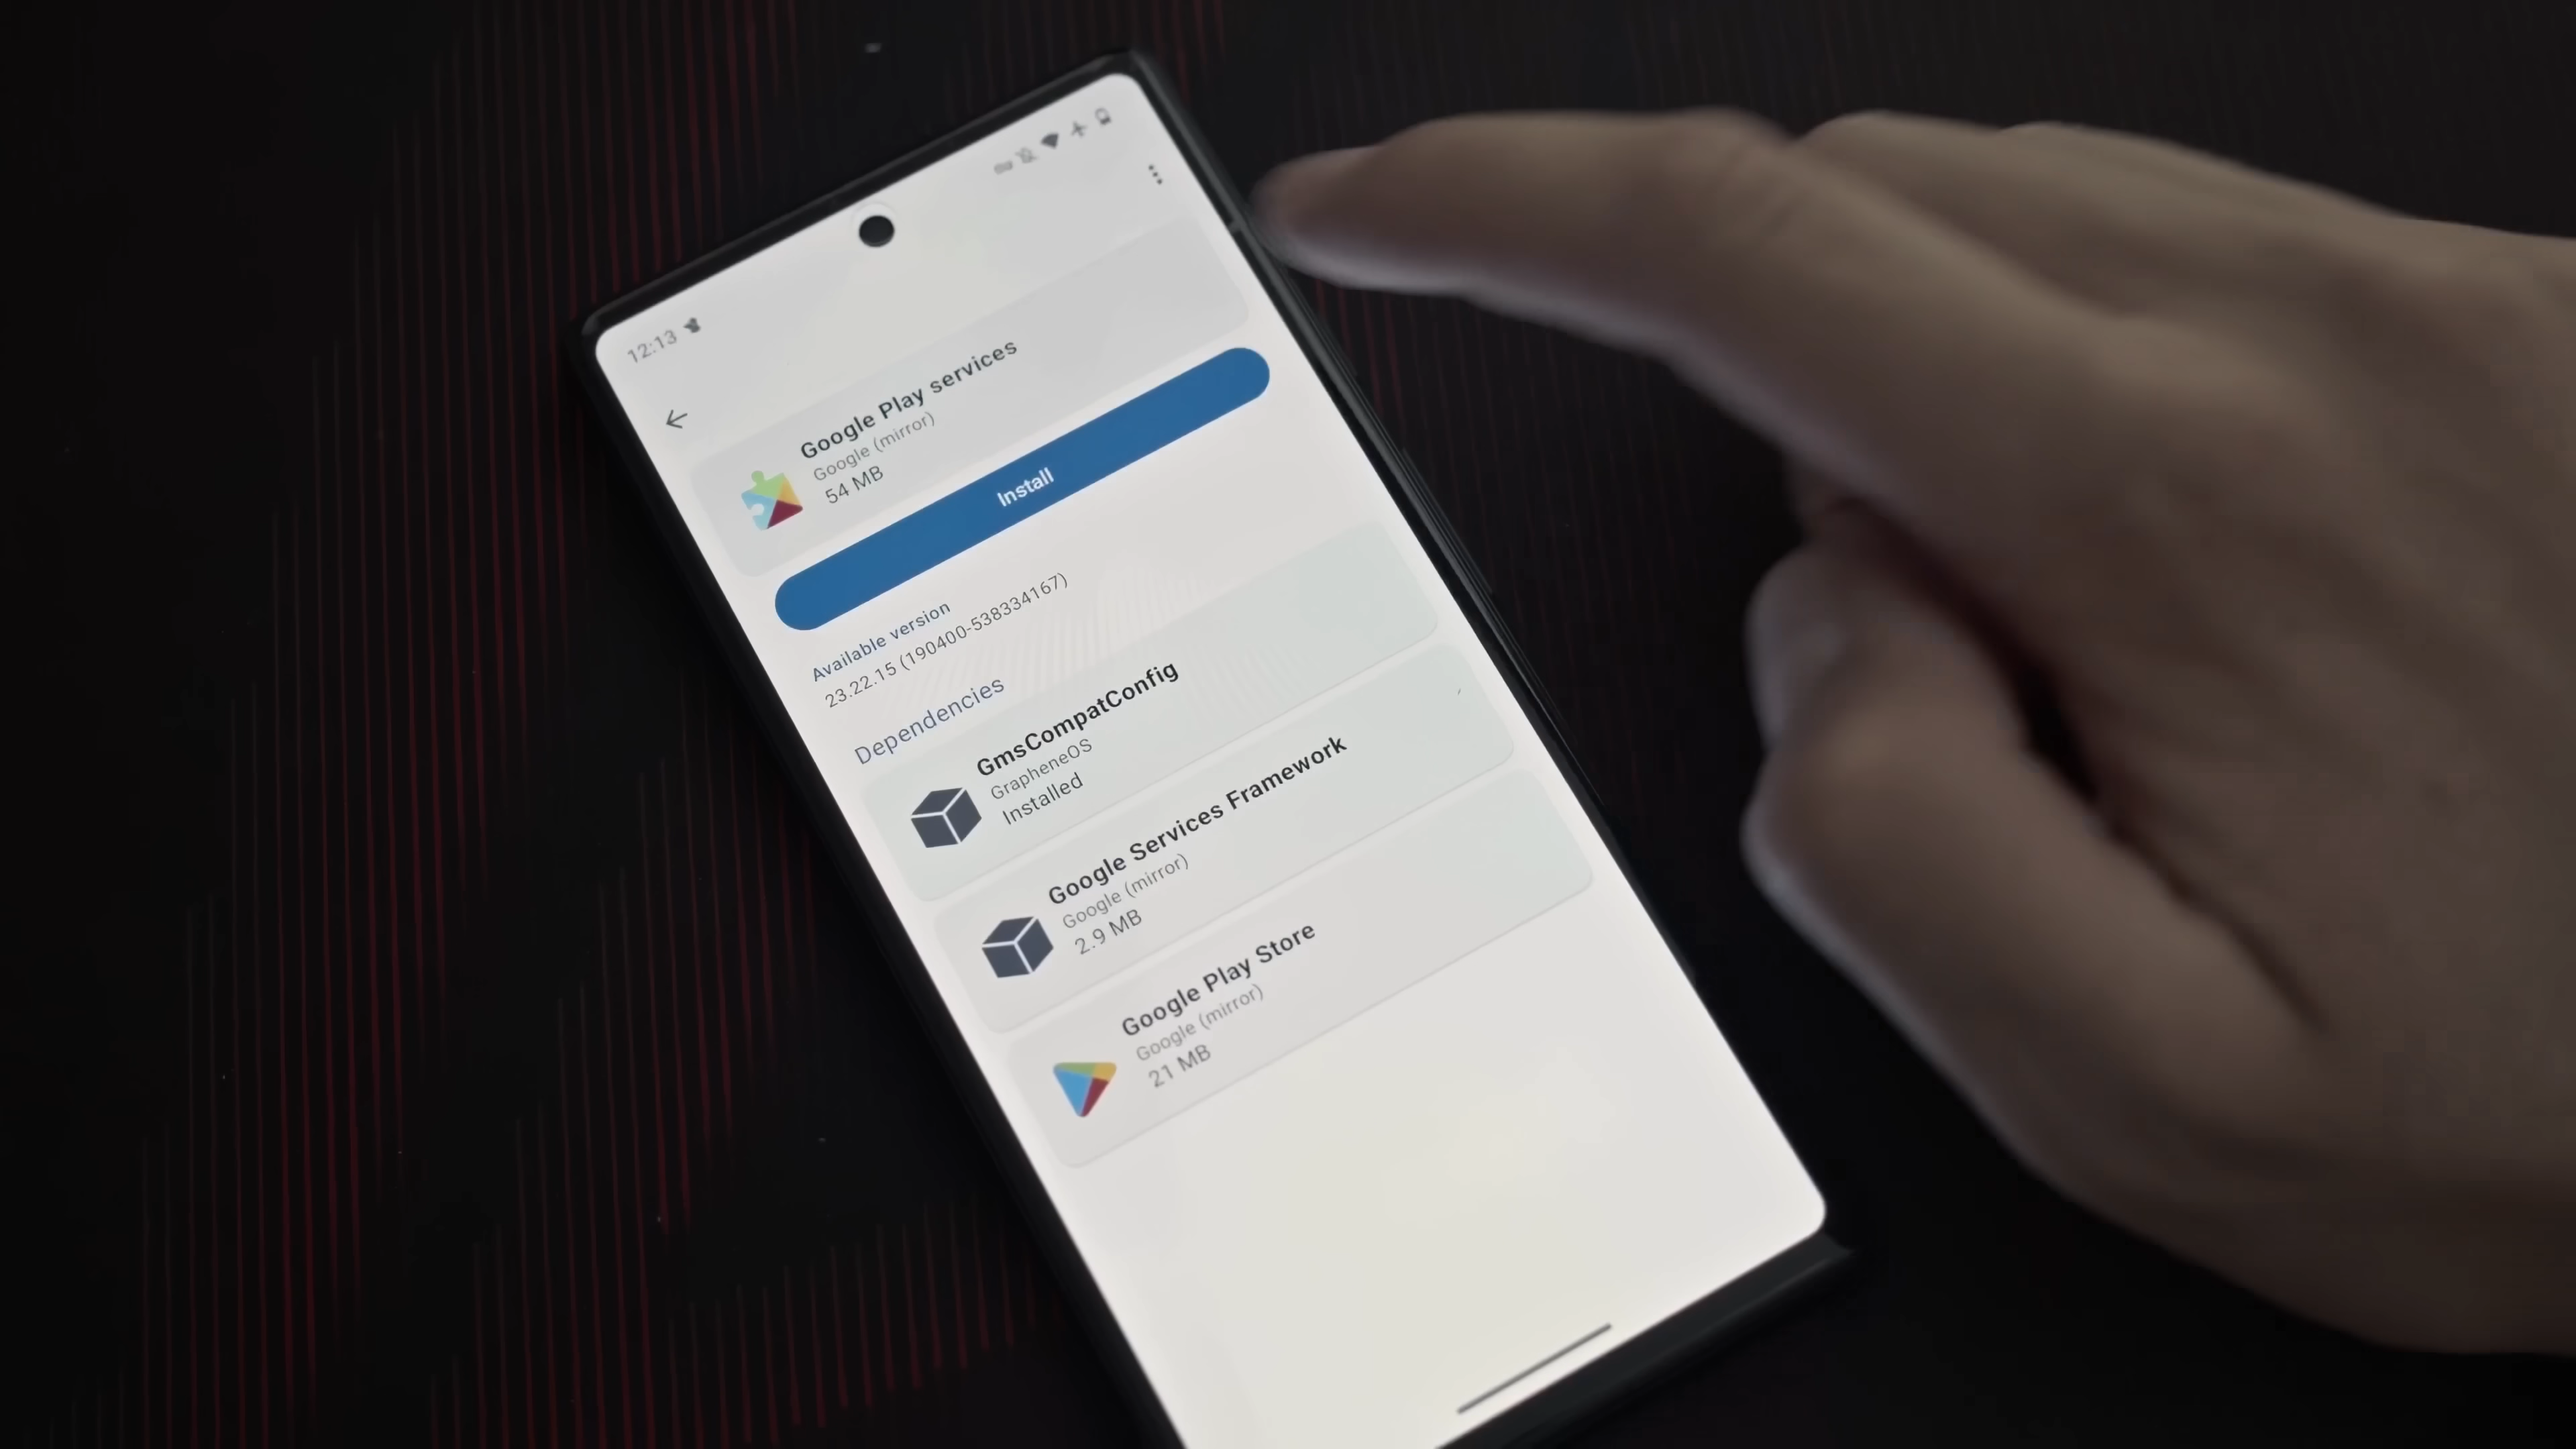 12:13
Google Play services
Google (mirror)
54 MB
Install
Available version
23.22.15 (190400-538334167)
Dependencies
GmsCompatConfig
GrapheneOS
Installed
Google Services Framework
Google (mirror)
2.9 MB
Google Play Store
Google (mirror)
21 MB